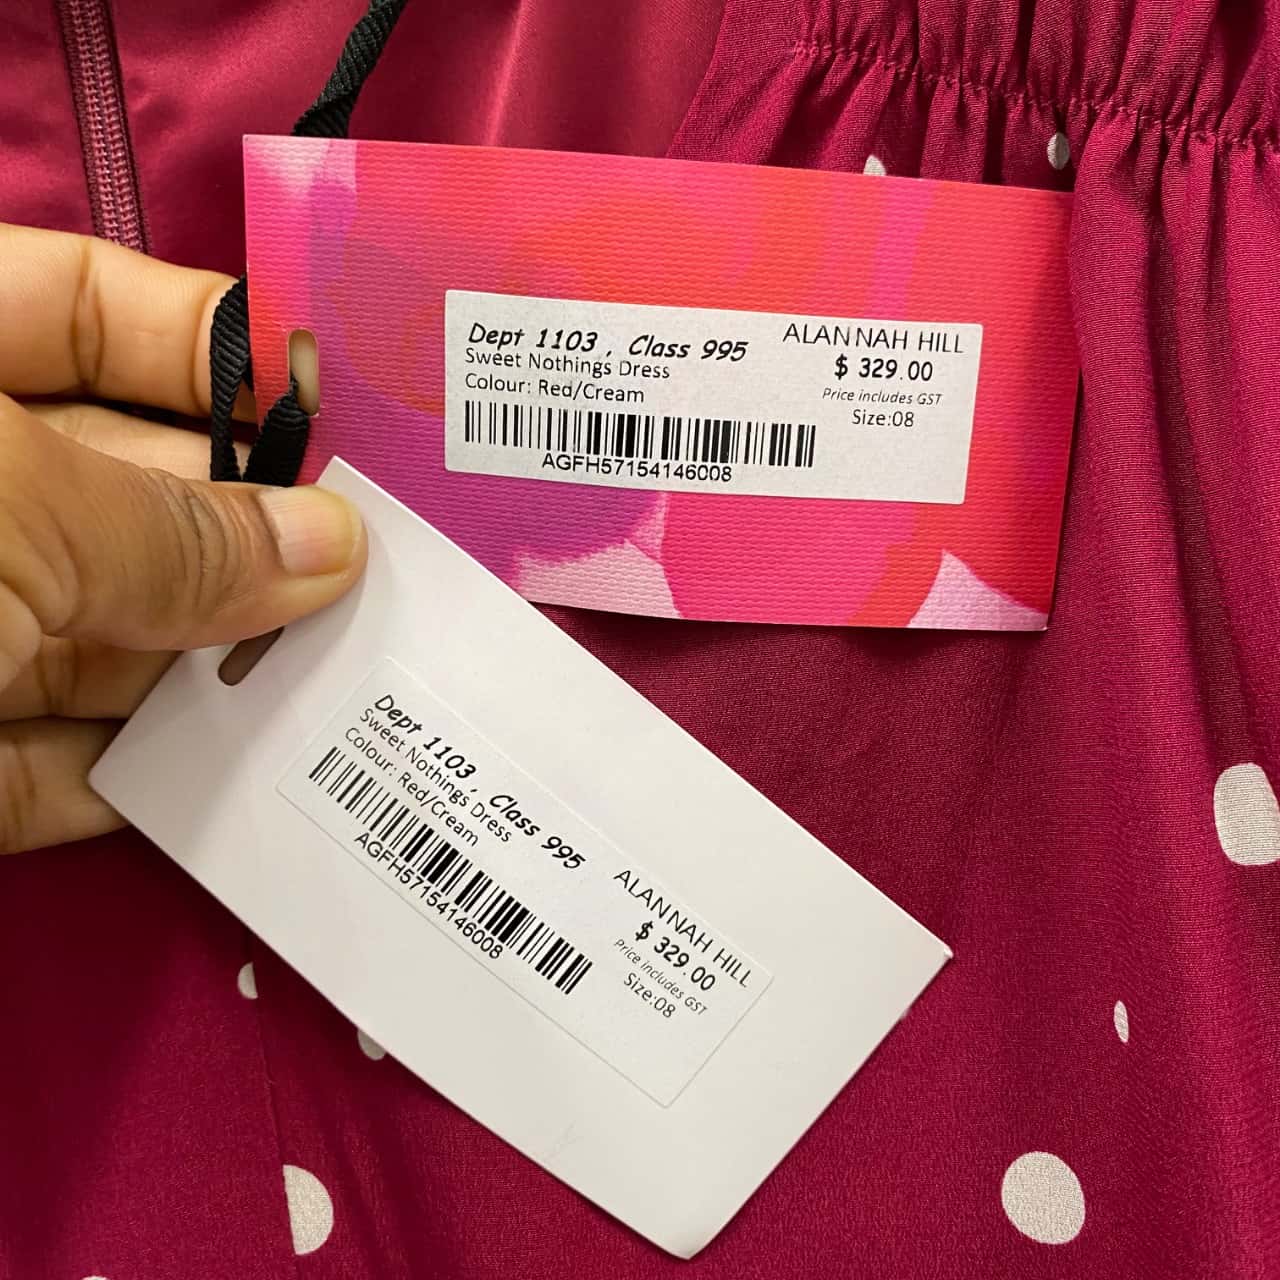 Dept 1103 , Class 995
Sweet Nothings Dress
Colour: Red/Cream
AGFH57154146008
ALANNAH HILL
$ 329.00
Price includes GST
Size:08
Dept 1103 , Class 995
Sweet Nothings Dress
Colour: Red/Cream
AGFH57154146008
ALANNAH HILL
$ 329.00
Price includes GST
Size:08